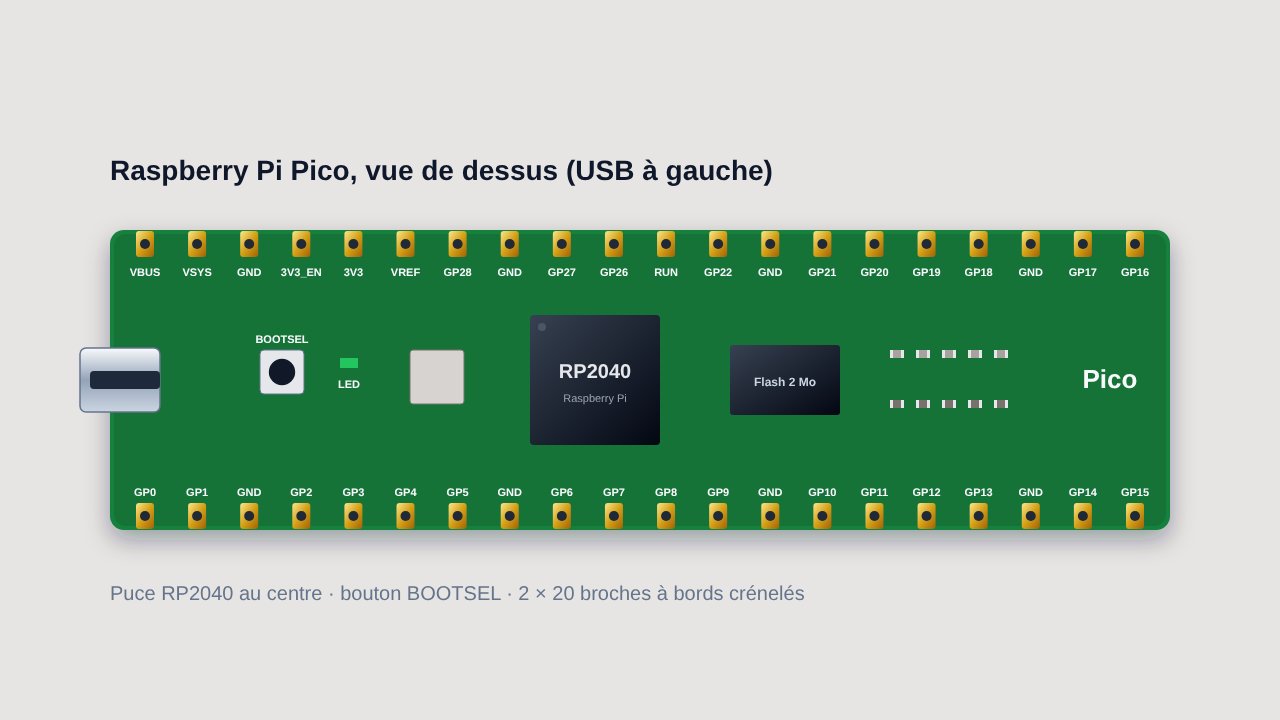 Raspberry Pi Pico, vue de dessus (USB à gauche)
VBUS VSYS GND 3V3_EN 3V3 VREF GP28 GND GP27 GP26 RUN GP22 GND GP21 GP20 GP19 GP18 GND GP17 GP16
BOOTSEL
LED
RP2040
Raspberry Pi
Flash 2 Mo
Pico
GP0 GP1 GND GP2 GP3 GP4 GP5 GND GP6 GP7 GP8 GP9 GND GP10 GP11 GP12 GP13 GND GP14 GP15
Puce RP2040 au centre · bouton BOOTSEL · 2 × 20 broches à bords crénelés